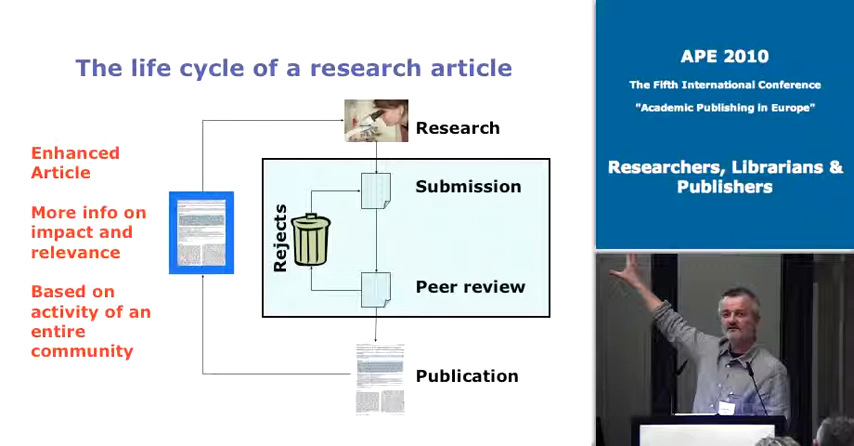 The life cycle of a research article
Research
Enhanced
Article
More info on
impact and
relevance
Based on
activity of an
entire
community
Submission
Rejects
Peer review
Publication
APE 2010
The Fifth International Conference
"Academic Publishing in Europe"
Researchers, Librarians &
Publishers